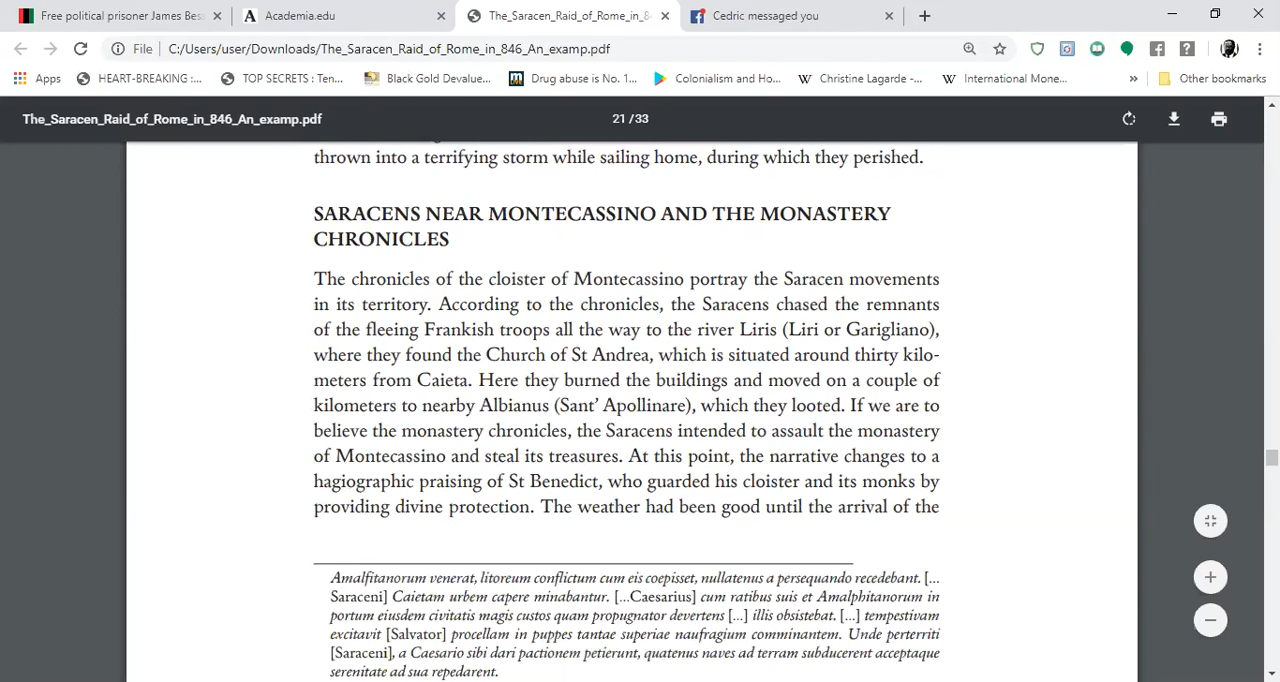 Free political prisoner James Bes
Academia.edu
The_Saracen_Raid_of_Rome_in_8
Cedric messaged you
File
C:/Users/user/Downloads/The_Saracen_Raid_of_Rome_in_846_An_examp.pdf
Apps
HEART-BREAKING :...
TOP SECRETS : Ten...
Black Gold Devalue...
Drug abuse is No. 1...
Colonialism and Ho...
Christine Lagarde -...
International Mone...
»
Other bookmarks
The_Saracen_Raid_of_Rome_in_846_An_examp.pdf
21 / 33
thrown into a terrifying storm while sailing home, during which they perished.
SARACENS NEAR MONTECASSINO AND THE MONASTERY
CHRONICLES
The chronicles of the cloister of Montecassino portray the Saracen movements
in its territory. According to the chronicles, the Saracens chased the remnants
of the fleeing Frankish troops all the way to the river Liris (Liri or Garigliano),
where they found the Church of St Andrea, which is situated around thirty kilo-
meters from Caieta. Here they burned the buildings and moved on a couple of
kilometers to nearby Albianus (Sant’ Apollinare), which they looted. If we are to
believe the monastery chronicles, the Saracens intended to assault the monastery
of Montecassino and steal its treasures. At this point, the narrative changes to a
hagiographic praising of St Benedict, who guarded his cloister and its monks by
providing divine protection. The weather had been good until the arrival of the
Amalfitanorum venerat, litoreum conflictum cum eis coepisset, nullatenus a persequando recedebant. [...
Saraceni] Caietam urbem capere minabantur. [...Caesarius] cum ratibus suis et Amalphitanorum in
portum eiusdem civitatis magis custos quam propugnator devertens [...] illis obsistebat. [...] tempestivam
excitavit [Salvator] procellam in puppes tantae superiae naufragium comminantem. Unde perterriti
[Saraceni], a Caesario sibi dari pactionem petierunt, quatenus naves ad terram subducerent acceptaque
serenitate ad sua repedarent.